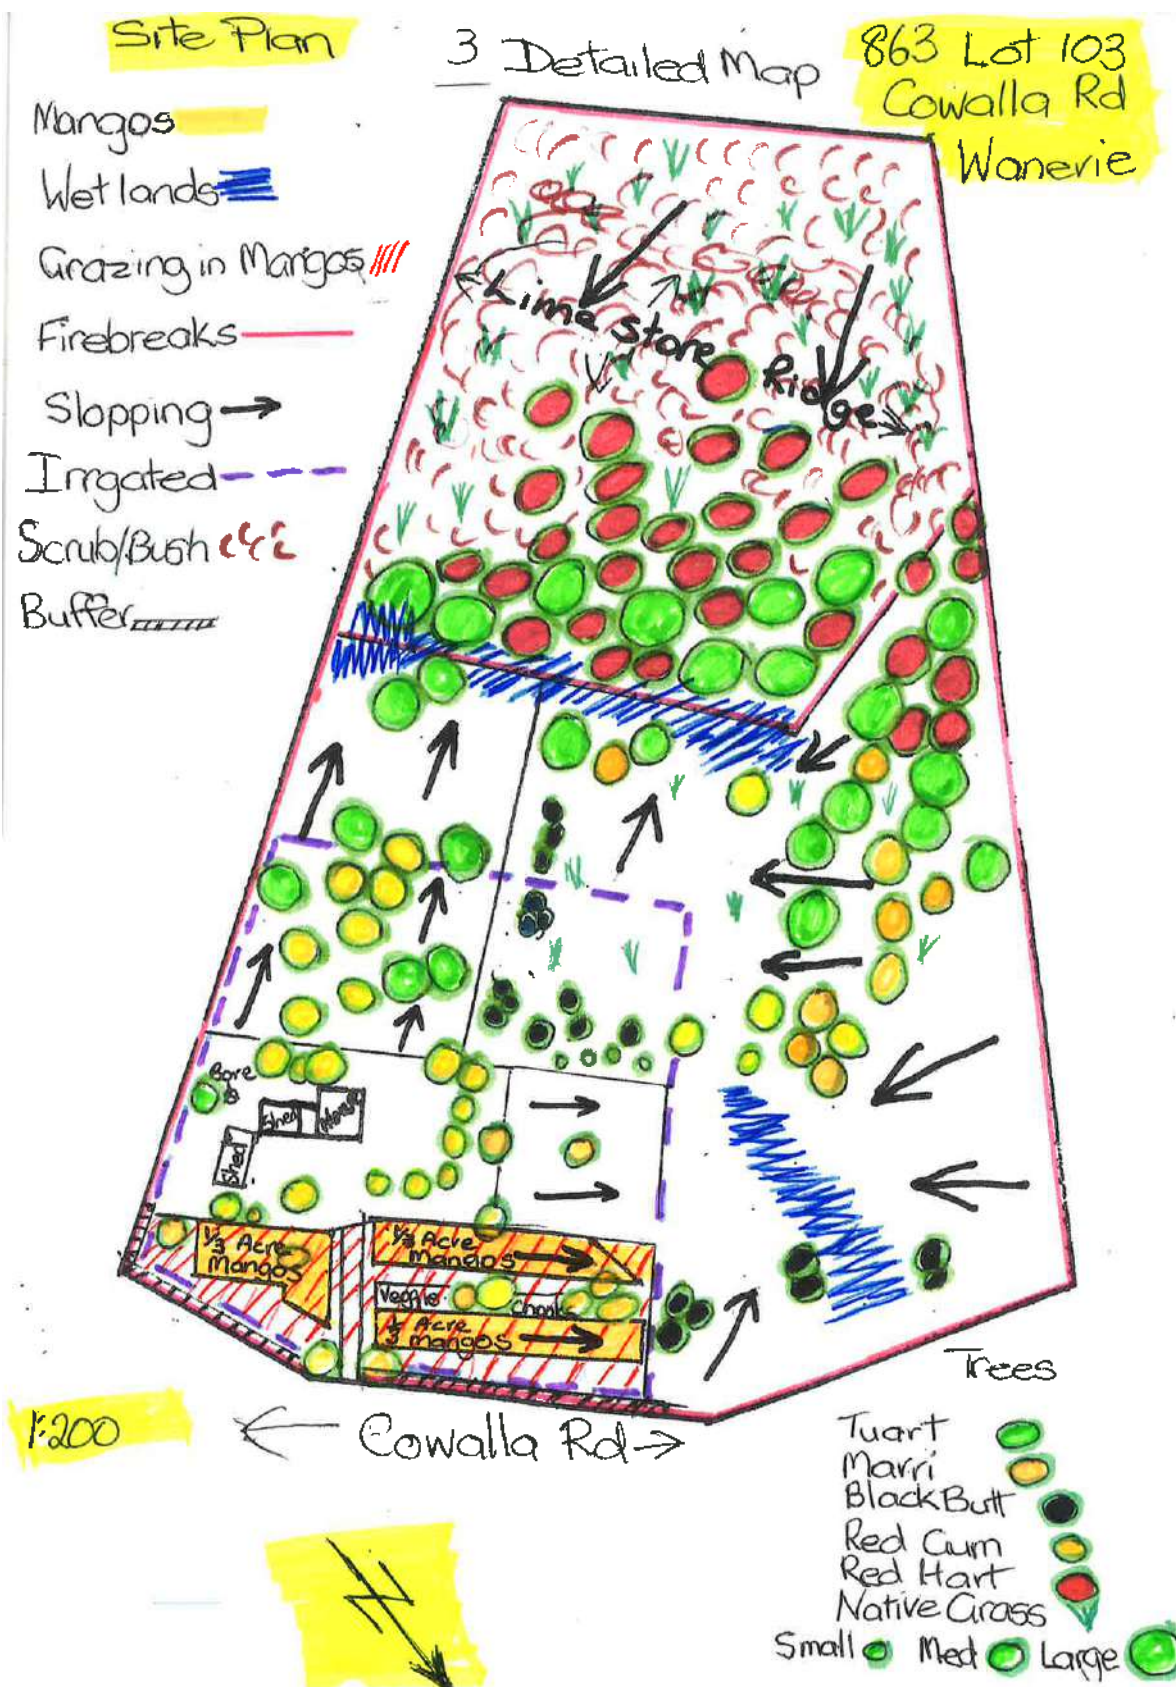 Site Plan
3 Detailed Map
863 Lot 103
Cowalla Rd
Wanerie
Mangos
Wetlands
Grazing in Mangos
Firebreaks
Slopping
Irrgated
Scrub/Bush
Buffer
Lime stone Ridge
Bore
Shed
House
Shed
1/3 Acre
Mangos
1/3 Acre
Mangos
Veggie
Chooks
1/3 Acre
Mangos
1:200
Cowalla Rd
Trees
Tuart
Marri
Black Butt
Red Gum
Red Hart
Native Grass
Small Med Large
N